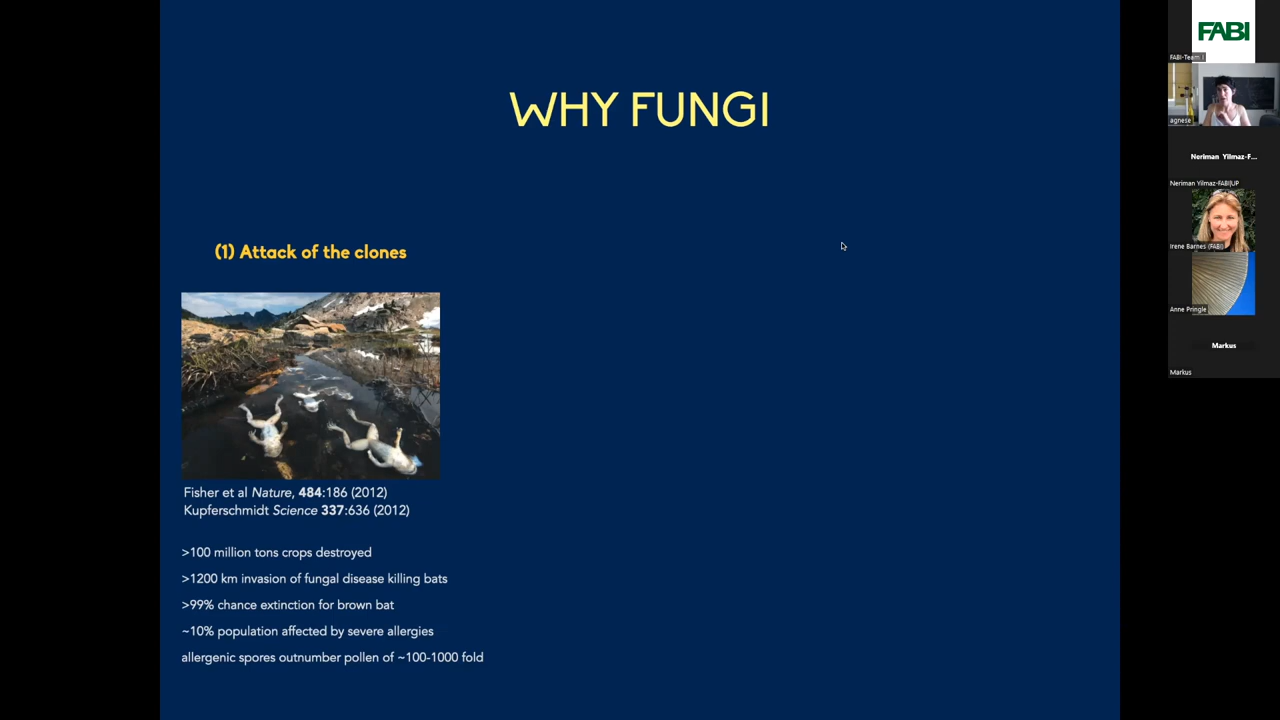 WHY FUNGI
(1) Attack of the clones
Fisher et al Nature, 484:186 (2012)
Kupferschmidt Science 337:636 (2012)
>100 million tons crops destroyed
>1200 km invasion of fungal disease killing bats
>99% chance extinction for brown bat
~10% population affected by severe allergies
allergenic spores outnumber pollen of ~100-1000 fold
FABI
FABI-Team I
agnese
Neriman Yilmaz-F...
Neriman Yilmaz-FABI|UP
Irene Barnes (FABI)
Anne Pringle
Markus
Markus